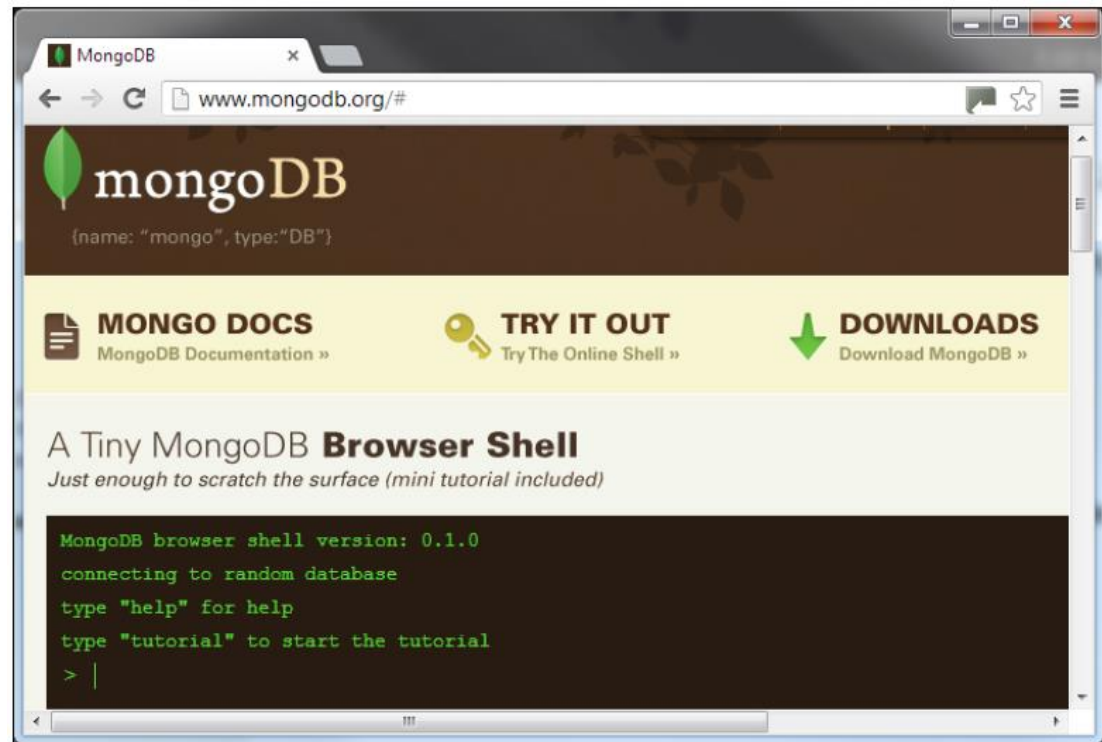 MongoDB
www.mongodb.org/#
mongoDB
{name: “mongo”, type:“DB”}
MONGO DOCS
MongoDB Documentation »
TRY IT OUT
Try The Online Shell »
DOWNLOADS
Download MongoDB »
A Tiny MongoDB Browser Shell
Just enough to scratch the surface (mini tutorial included)
MongoDB browser shell version: 0.1.0
connecting to random database
type "help" for help
type "tutorial" to start the tutorial
>